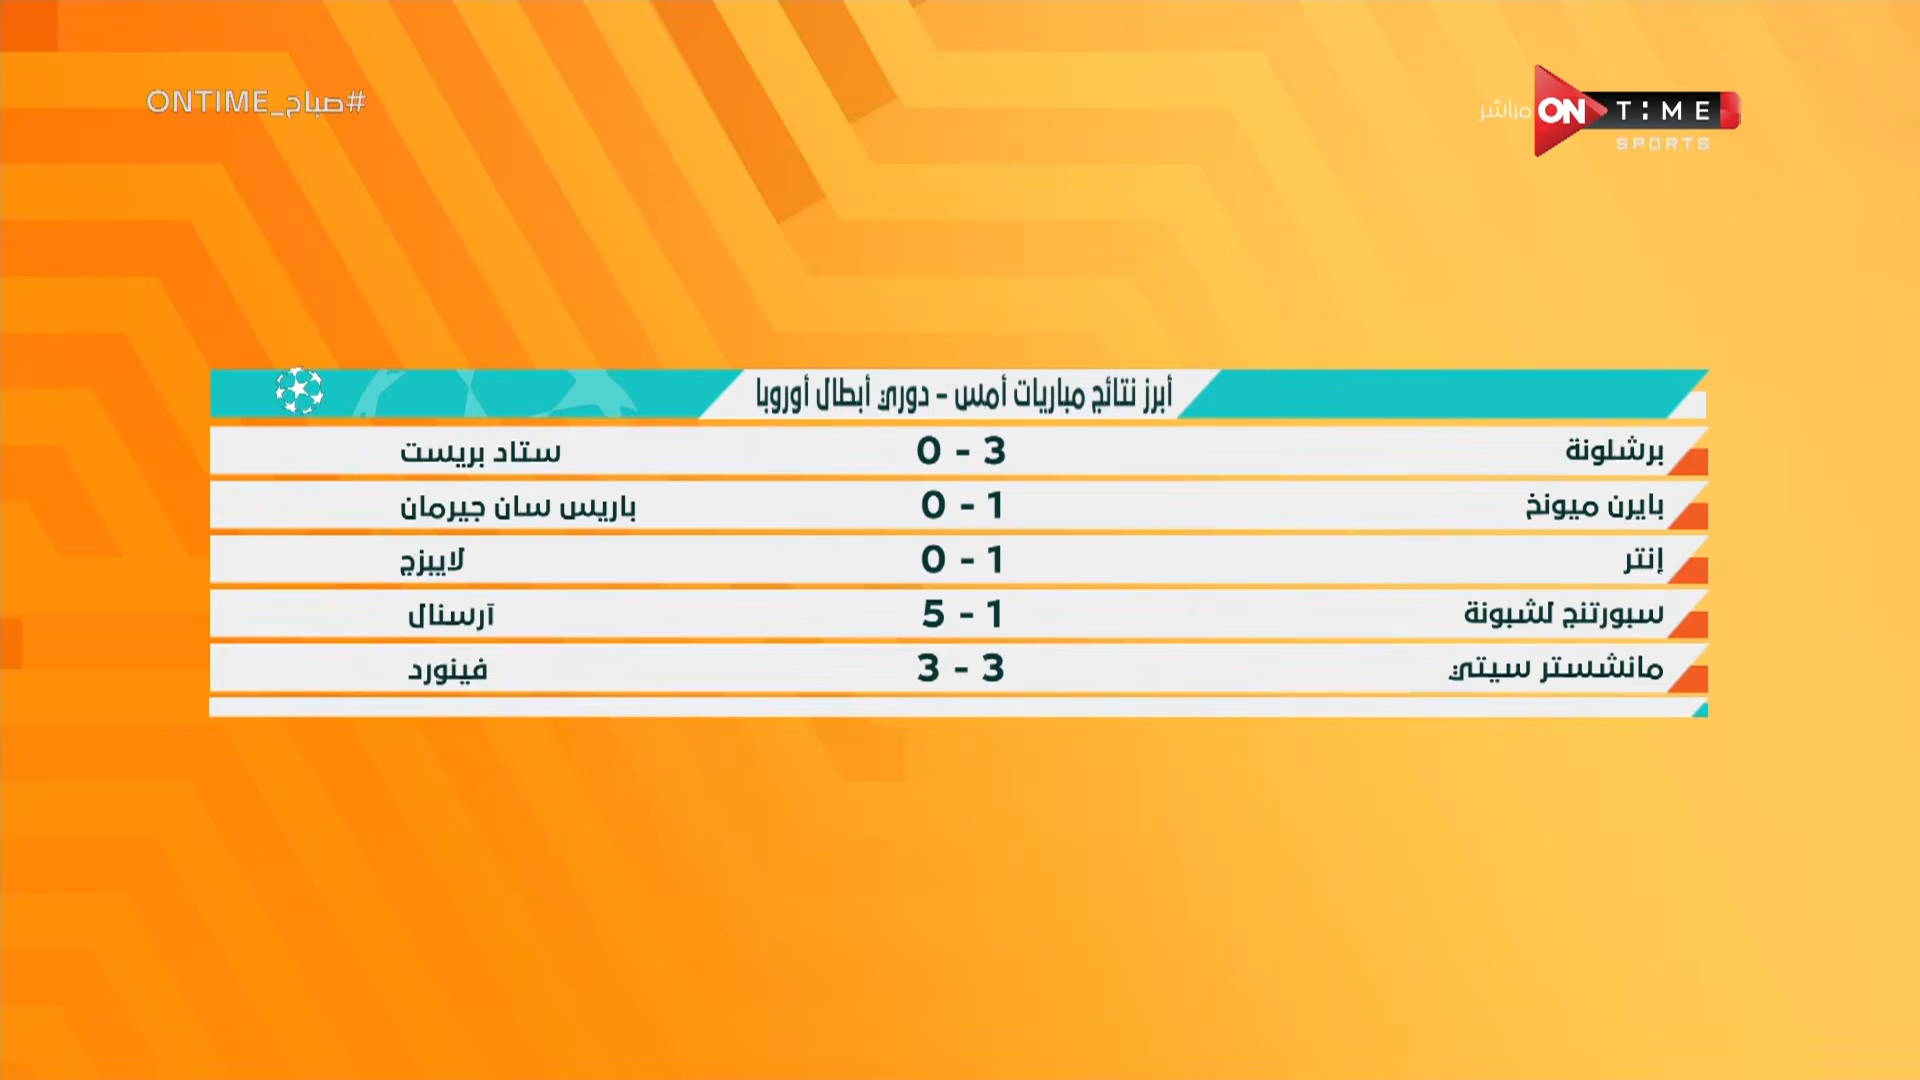 #صباح_ONTIME
مباشر ON T:ME
SPORTS
أبرز نتائج مباريات أمس - دوري أبطال أوروبا
برشلونة 3 - 0 ستاد بريست
بايرن ميونخ 1 - 0 باريس سان جيرمان
إنتر 1 - 0 لايبزج
سبورتنج لشبونة 1 - 5 آرسنال
مانشستر سيتي 3 - 3 فينورد